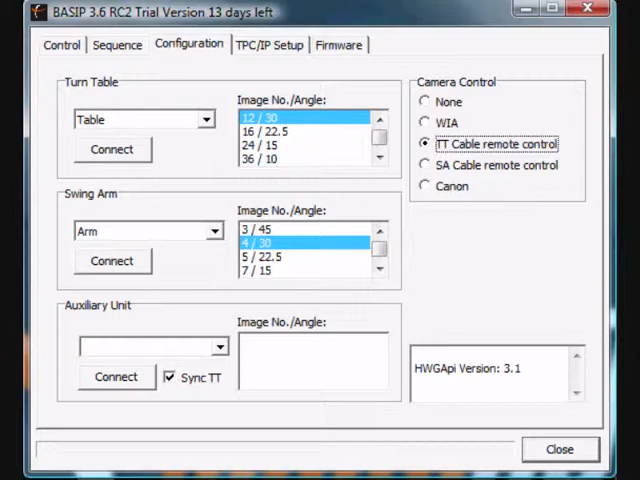 BASIP 3.6 RC2 Trial Version 13 days left
Control
Sequence
Configuration
TPC/IP Setup
Firmware
Turn Table
Table
Connect
Image No./Angle:
12 / 30
16 / 22.5
24 / 15
36 / 10
Camera Control
None
WIA
TT Cable remote control
SA Cable remote control
Canon
Swing Arm
Arm
Connect
Image No./Angle:
3 / 45
4 / 30
5 / 22.5
7 / 15
Auxiliary Unit
Connect
Sync TT
Image No./Angle:
HWGApi Version: 3.1
Close